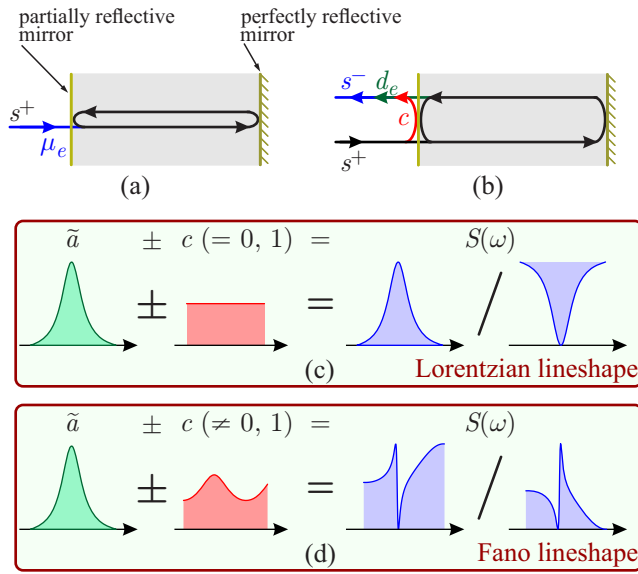 partially reflective
mirror
perfectly reflective
mirror
s⁺
μₑ
(a)
s⁻
dₑ
c
s⁺
(b)
ã ± c (= 0, 1) = S(ω)
± = /
(c)
Lorentzian lineshape
ã ± c (≠ 0, 1) = S(ω)
± = /
(d)
Fano lineshape